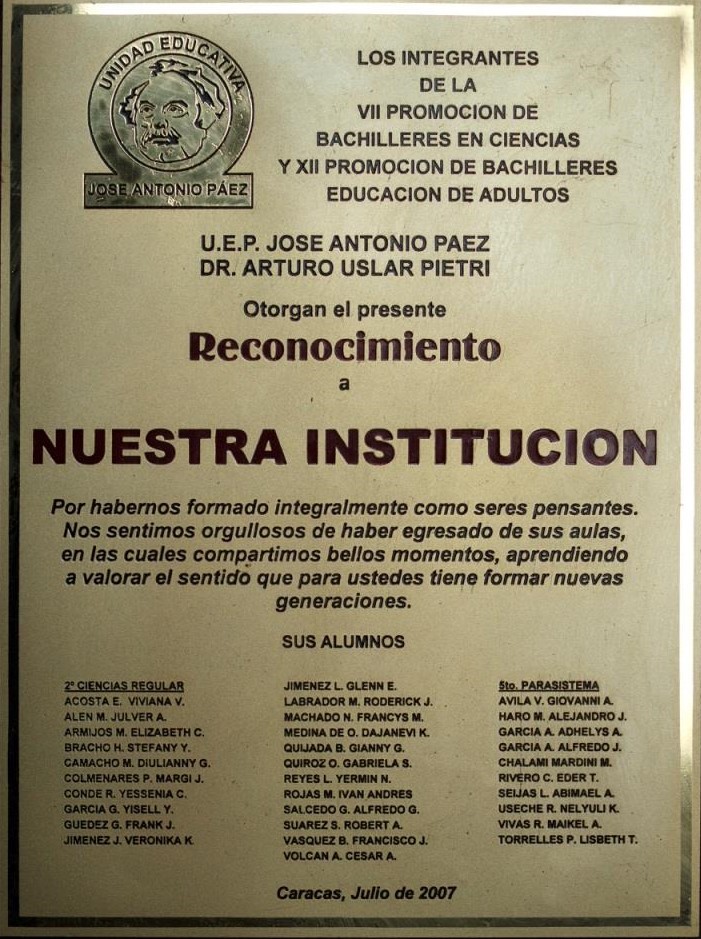 UNIDAD EDUCATIVA
JOSE ANTONIO PÁEZ
LOS INTEGRANTES
DE LA
VII PROMOCION DE
BACHILLERES EN CIENCIAS
Y XII PROMOCION DE BACHILLERES
EDUCACION DE ADULTOS
U.E.P. JOSE ANTONIO PAEZ
DR. ARTURO USLAR PIETRI
Otorgan el presente
Reconocimiento
a
NUESTRA INSTITUCION
Por habernos formado integralmente como seres pensantes.
Nos sentimos orgullosos de haber egresado de sus aulas,
en las cuales compartimos bellos momentos, aprendiendo
a valorar el sentido que para ustedes tiene formar nuevas
generaciones.
SUS ALUMNOS
2º CIENCIAS REGULAR
ACOSTA E. VIVIANA V.
ALEN M. JULVER A.
ARMIJOS M. ELIZABETH C.
BRACHO H. STEFANY Y.
CAMACHO M. DIULIANNY G.
COLMENARES P. MARGI J.
CONDE R. YESSENIA C.
GARCIA G. YISELL Y.
GUEDEZ G. FRANK J.
JIMENEZ J. VERONIKA K.
JIMENEZ L. GLENN E.
LABRADOR M. RODERICK J.
MACHADO N. FRANCYS M.
MEDINA DE O. DAJANEVI K.
QUIJADA B. GIANNY G.
QUIROZ O. GABRIELA S.
REYES L. YERMIN N.
ROJAS M. IVAN ANDRES
SALCEDO G. ALFREDO G.
SUAREZ S. ROBERT A.
VASQUEZ B. FRANCISCO J.
VOLCAN A. CESAR A.
5to. PARASISTEMA
AVILA V. GIOVANNI A.
HARO M. ALEJANDRO J.
GARCIA A. ADHELYS A.
GARCIA A. ALFREDO J.
CHALAMI MARDINI M.
RIVERO C. EDER T.
SEIJAS L. ABIMAEL A.
USECHE R. NELYULI K.
VIVAS R. MAIKEL A.
TORRELLES P. LISBETH T.
Caracas, Julio de 2007